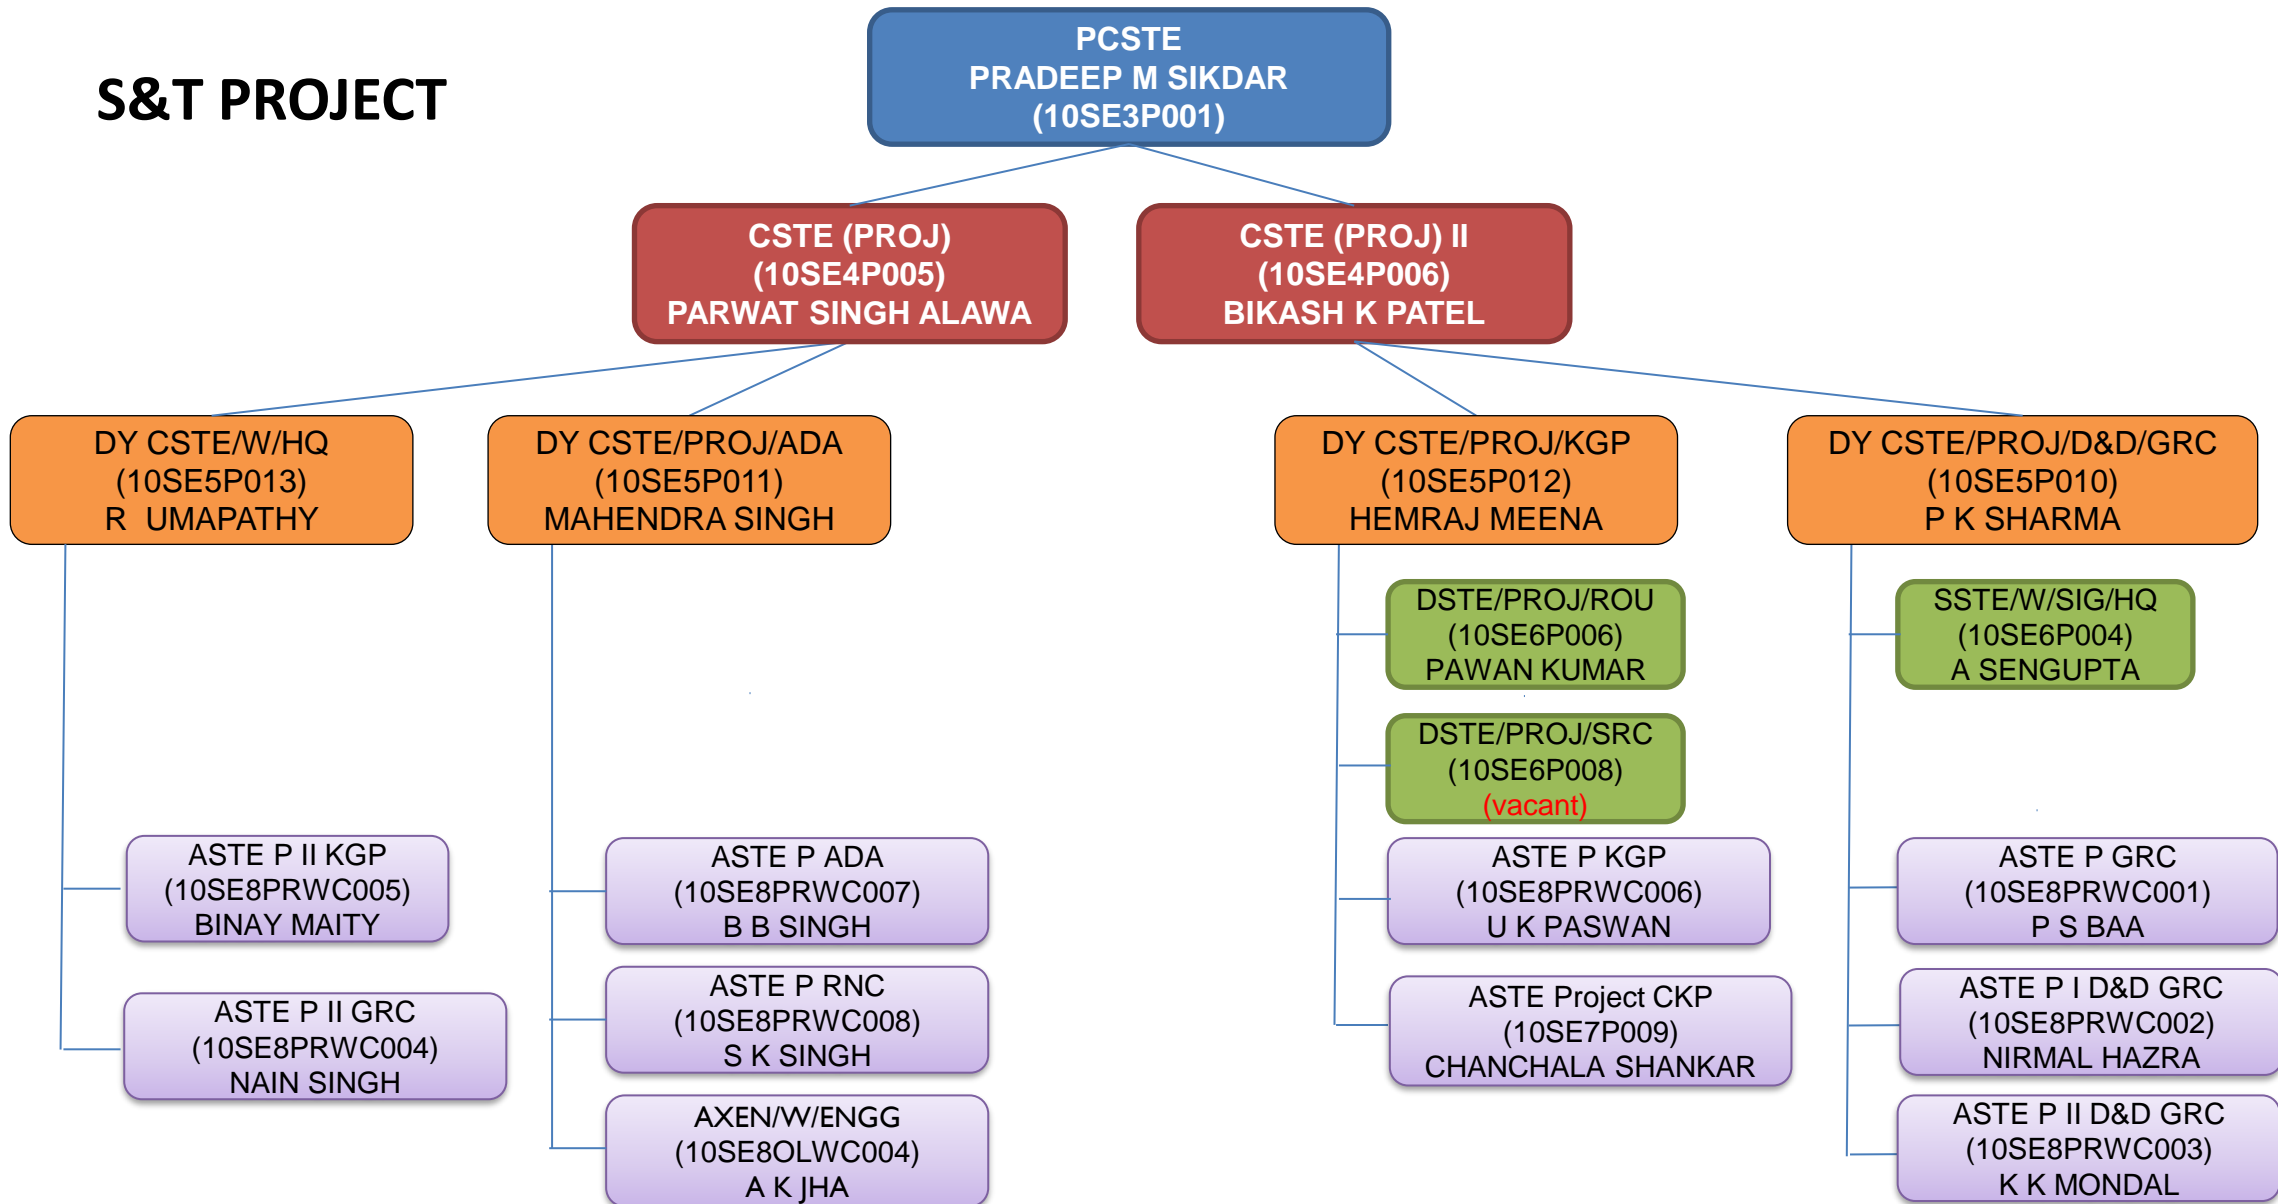 S&T PROJECT
PCSTE
PRADEEP M SIKDAR
(10SE3P001)
CSTE (PROJ)
(10SE4P005)
PARWAT SINGH ALAWA
CSTE (PROJ) II
(10SE4P006)
BIKASH K PATEL
DY CSTE/W/HQ
(10SE5P013)
R UMAPATHY
DY CSTE/PROJ/ADA
(10SE5P011)
MAHENDRA SINGH
DY CSTE/PROJ/KGP
(10SE5P012)
HEMRAJ MEENA
DY CSTE/PROJ/D&D/GRC
(10SE5P010)
P K SHARMA
DSTE/PROJ/ROU
(10SE6P006)
PAWAN KUMAR
SSTE/W/SIG/HQ
(10SE6P004)
A SENGUPTA
DSTE/PROJ/SRC
(10SE6P008)
(vacant)
ASTE P II KGP
(10SE8PRWC005)
BINAY MAITY
ASTE P ADA
(10SE8PRWC007)
B B SINGH
ASTE P KGP
(10SE8PRWC006)
U K PASWAN
ASTE P GRC
(10SE8PRWC001)
P S BAA
ASTE P II GRC
(10SE8PRWC004)
NAIN SINGH
ASTE P RNC
(10SE8PRWC008)
S K SINGH
ASTE Project CKP
(10SE7P009)
CHANCHALA SHANKAR
ASTE P I D&D GRC
(10SE8PRWC002)
NIRMAL HAZRA
AXEN/W/ENGG
(10SE8OLWC004)
A K JHA
ASTE P II D&D GRC
(10SE8PRWC003)
K K MONDAL